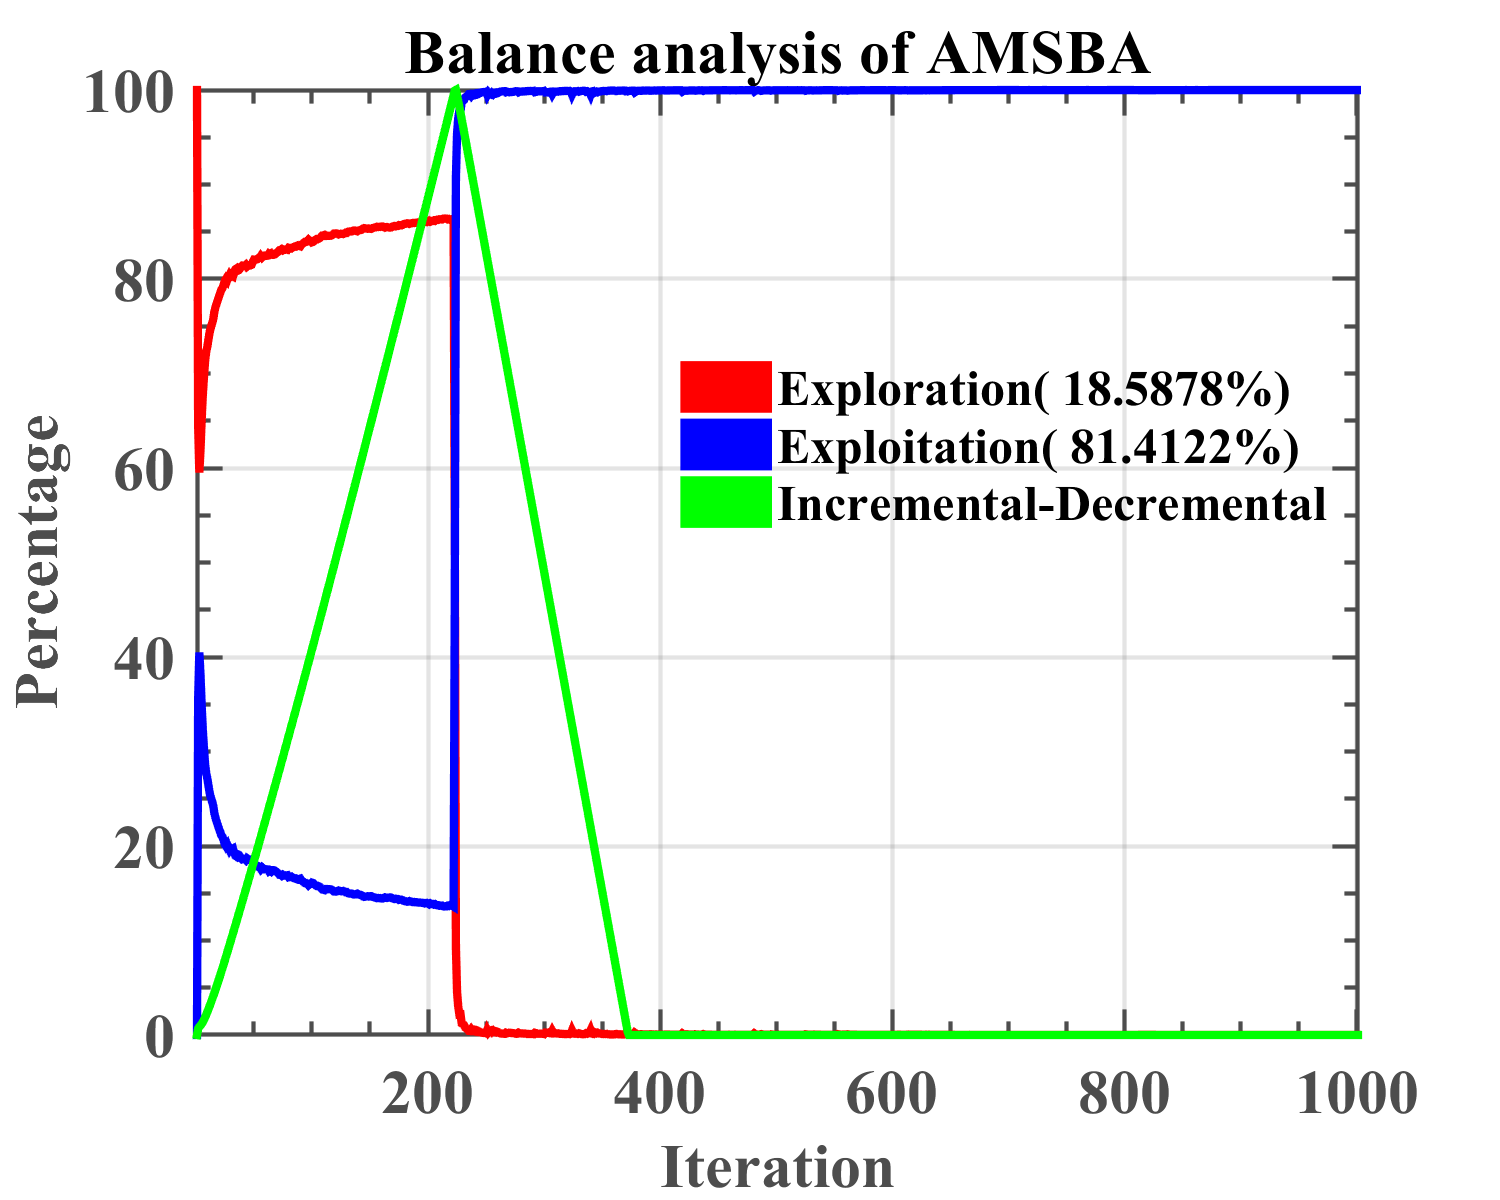 Balance analysis of AMSBA
100
80
60
40
20
0
Percentage
Exploration( 18.5878%)
Exploitation( 81.4122%)
Incremental-Decremental
200 400 600 800 1000
Iteration